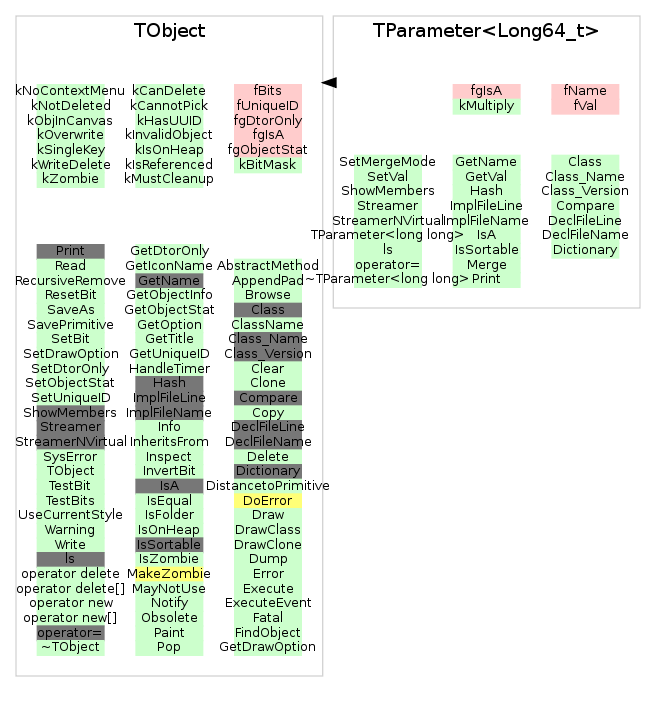 TObject
kNoContextMenu
kNotDeleted
kObjInCanvas
kOverwrite
kSingleKey
kWriteDelete
kZombie
kCanDelete
kCannotPick
kHasUUID
kInvalidObject
kIsOnHeap
kIsReferenced
kMustCleanup
fBits
fUniqueID
fgDtorOnly
fgIsA
fgObjectStat
kBitMask
Print
Read
RecursiveRemove
ResetBit
SaveAs
SavePrimitive
SetBit
SetDrawOption
SetDtorOnly
SetObjectStat
SetUniqueID
ShowMembers
Streamer
StreamerNVirtual
SysError
TObject
TestBit
TestBits
UseCurrentStyle
Warning
Write
ls
operator delete
operator delete[]
operator new
operator new[]
operator=
~TObject
GetDtorOnly
GetIconName
GetName
GetObjectInfo
GetObjectStat
GetOption
GetTitle
GetUniqueID
HandleTimer
Hash
ImplFileLine
ImplFileName
Info
InheritsFrom
Inspect
InvertBit
IsA
IsEqual
IsFolder
IsOnHeap
IsSortable
IsZombie
MakeZombie
MayNotUse
Notify
Obsolete
Paint
Pop
AbstractMethod
AppendPad
Browse
Class
ClassName
Class_Name
Class_Version
Clear
Clone
Compare
Copy
DeclFileLine
DeclFileName
Delete
Dictionary
DistancetoPrimitive
DoError
Draw
DrawClass
DrawClone
Dump
Error
Execute
ExecuteEvent
Fatal
FindObject
GetDrawOption
TParameter<Long64_t>
fgIsA
kMultiply
fName
fVal
SetMergeMode
SetVal
ShowMembers
Streamer
StreamerNVirtual
TParameter<long long>
ls
operator=
~TParameter<long long>
GetName
GetVal
Hash
ImplFileLine
ImplFileName
IsA
IsSortable
Merge
Print
Class
Class_Name
Class_Version
Compare
DeclFileLine
DeclFileName
Dictionary